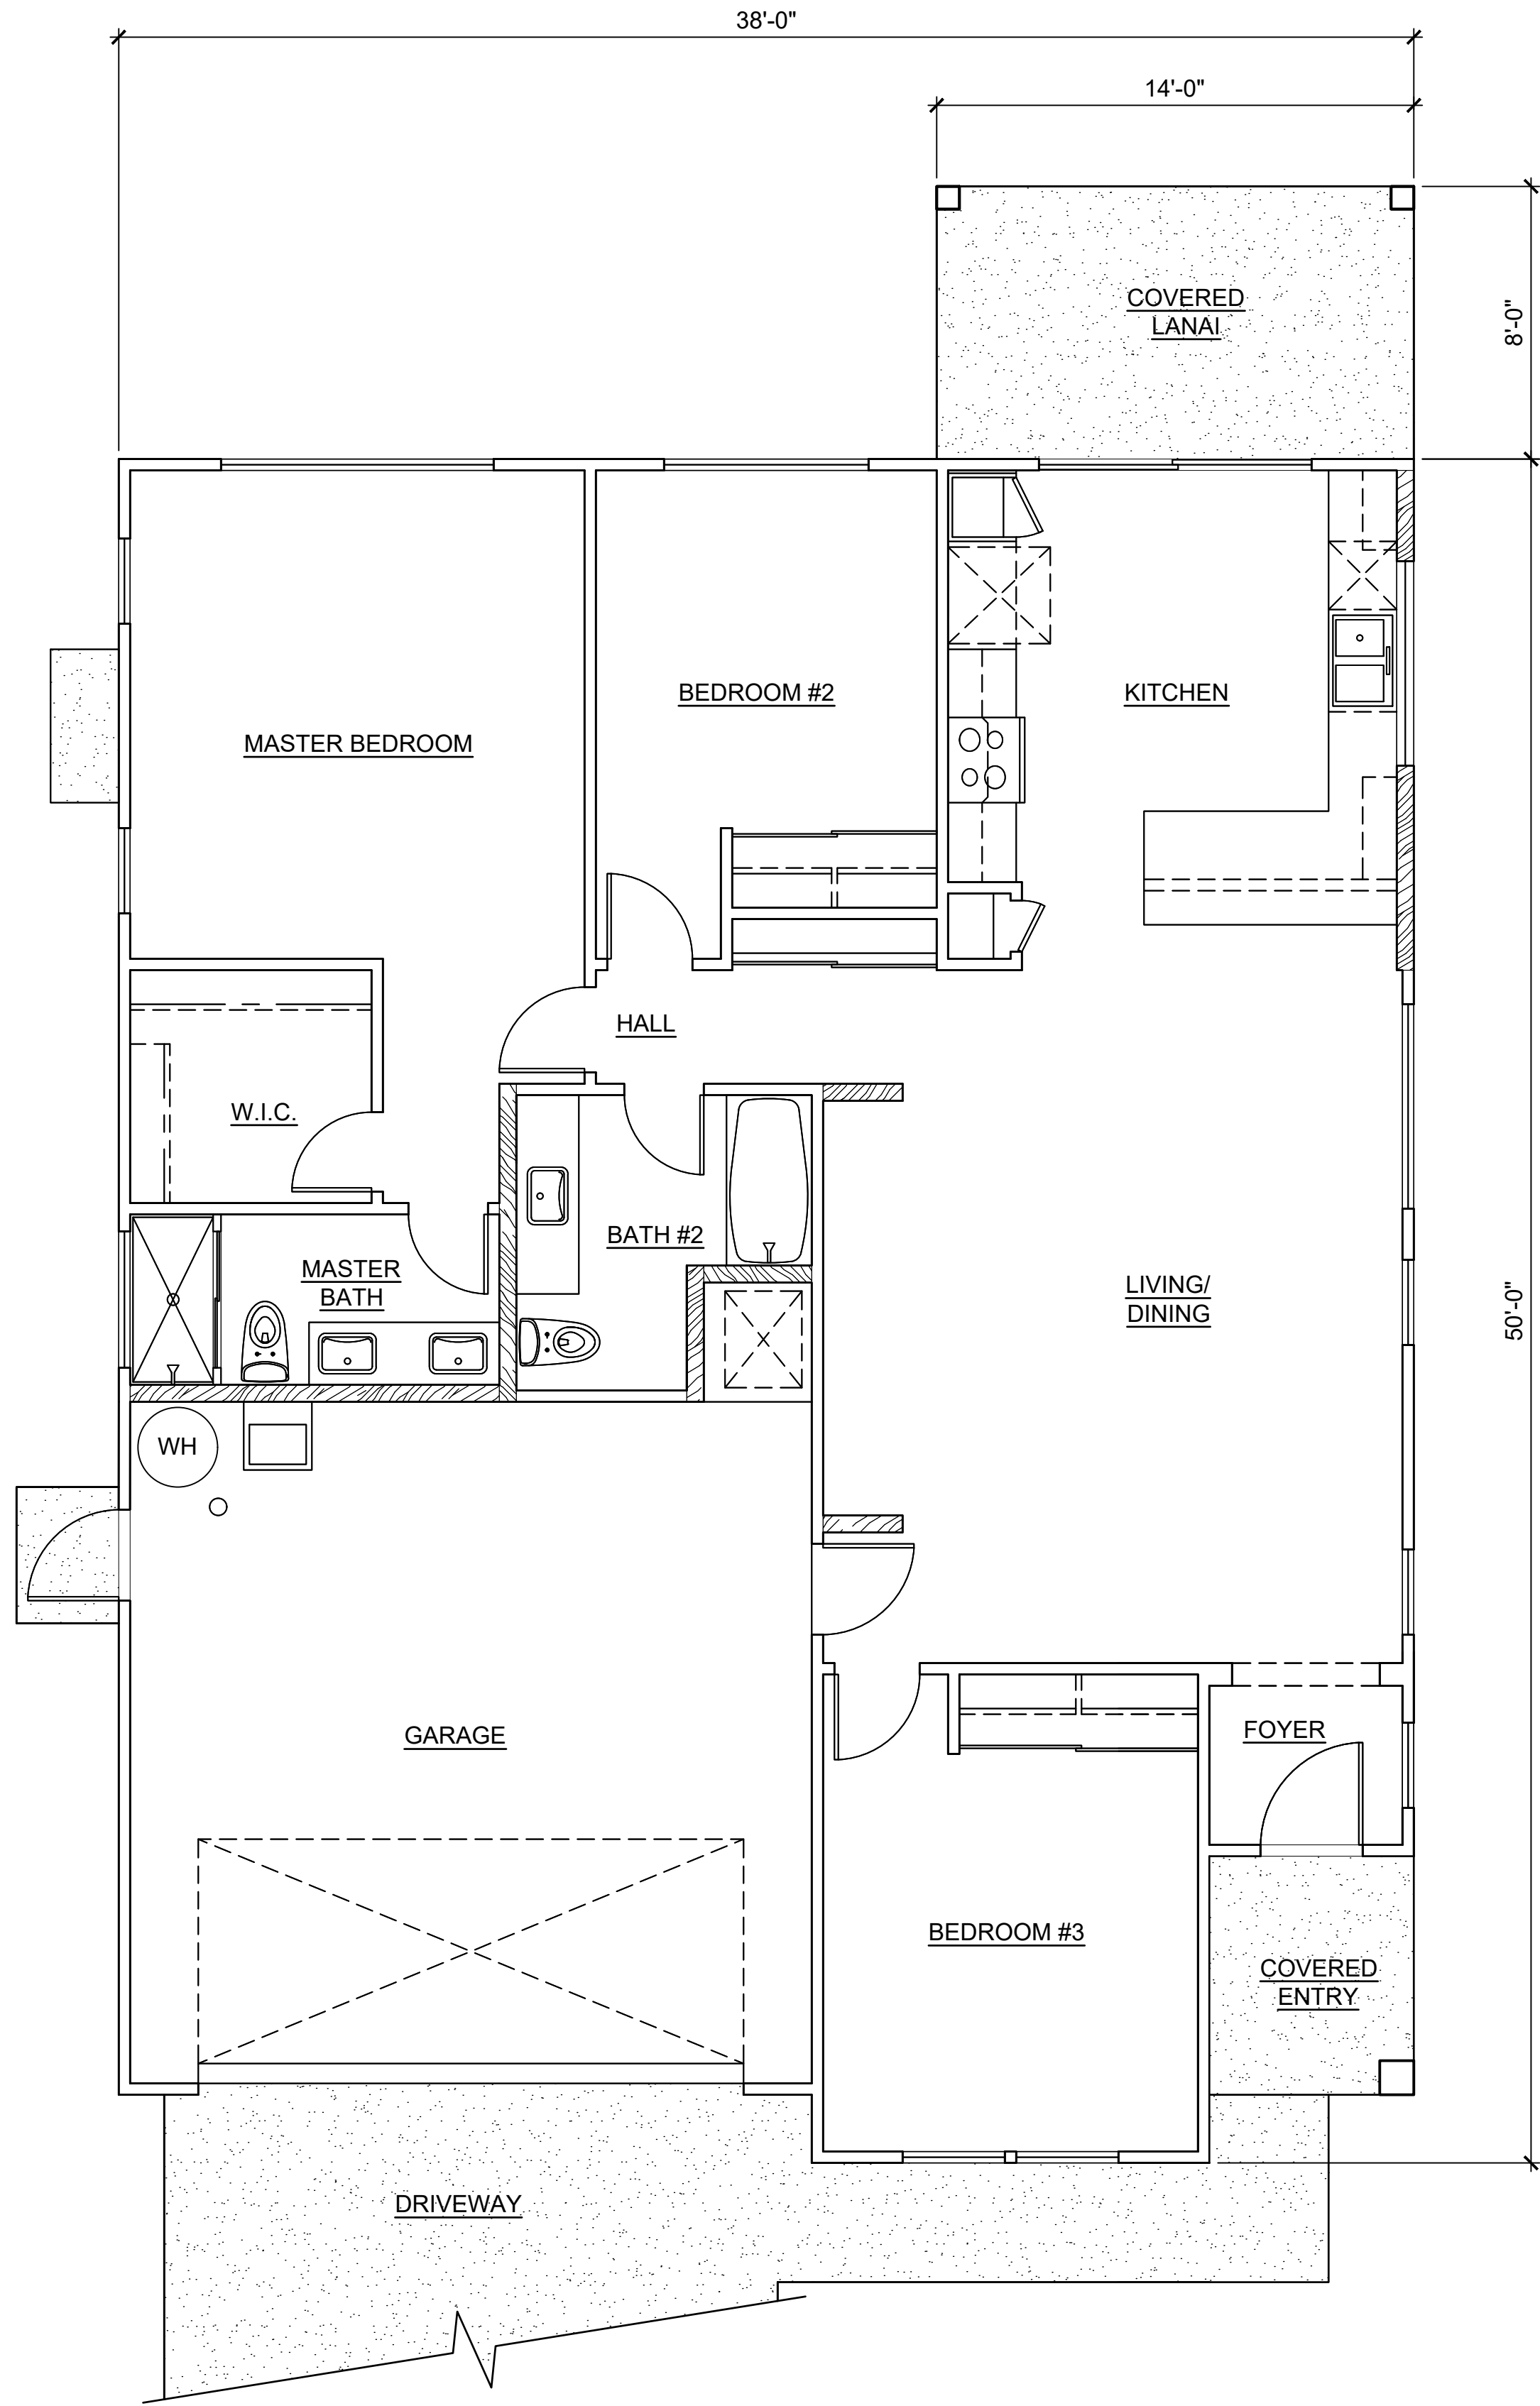 38'-0"
14'-0"
COVERED
LANAI
8'-0"
BEDROOM #2
KITCHEN
MASTER BEDROOM
HALL
W.I.C.
BATH #2
MASTER
BATH
LIVING/
DINING
50'-0"
WH
GARAGE
FOYER
BEDROOM #3
COVERED
ENTRY
DRIVEWAY